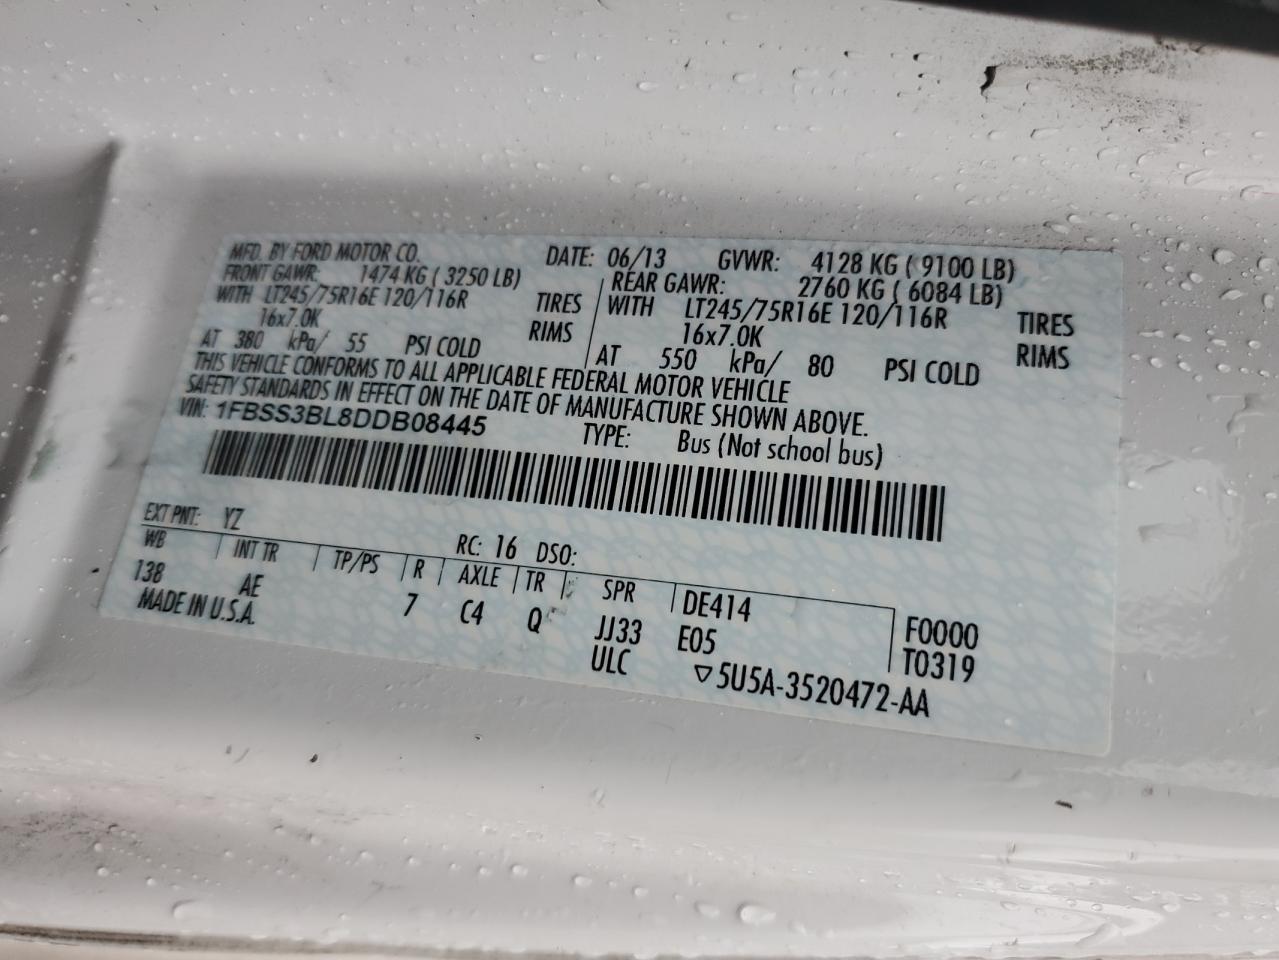 MFD. BY FORD MOTOR CO. DATE: 06/13 GVWR: 4128 KG ( 9100 LB)
FRONT GAWR: 1474 KG ( 3250 LB) REAR GAWR: 2760 KG ( 6084 LB)
WITH LT245/75R16E 120/116R TIRES WITH LT245/75R16E 120/116R TIRES
16x7.0K RIMS 16x7.0K RIMS
AT 380 kPa/ 55 PSI COLD AT 550 kPa/ 80 PSI COLD
THIS VEHICLE CONFORMS TO ALL APPLICABLE FEDERAL MOTOR VEHICLE
SAFETY STANDARDS IN EFFECT ON THE DATE OF MANUFACTURE SHOWN ABOVE.
VIN: 1FBSS3BL8DDB08445 TYPE: Bus (Not school bus)
EXT PNT: YZ RC: 16 DSO:
WB INT TR TP/PS R AXLE TR SPR DE414 F0000
138 AE 7 C4 Q JJ33 E05 T0319
MADE IN U.S.A. ULC ▽5U5A-3520472-AA